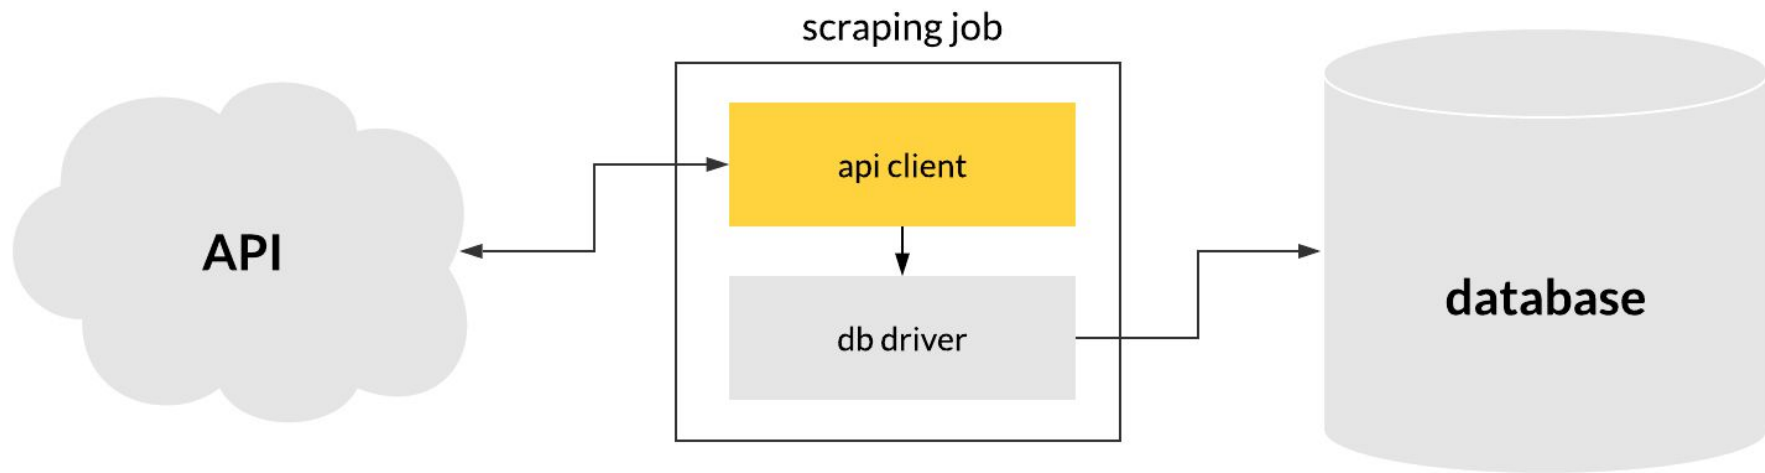 scraping job
API
api client
db driver
database